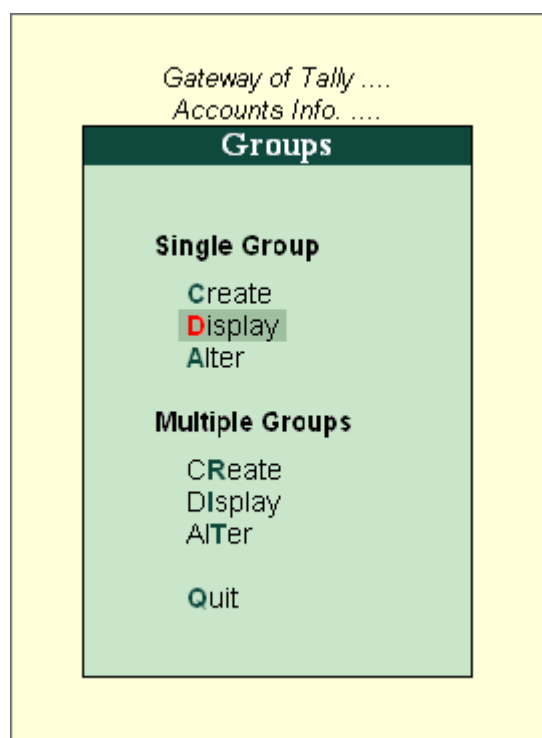 Gateway of Tally ....
Accounts Info. ....
Groups
Single Group
Create
Display
Alter
Multiple Groups
CReate
DIsplay
AlTer
Quit